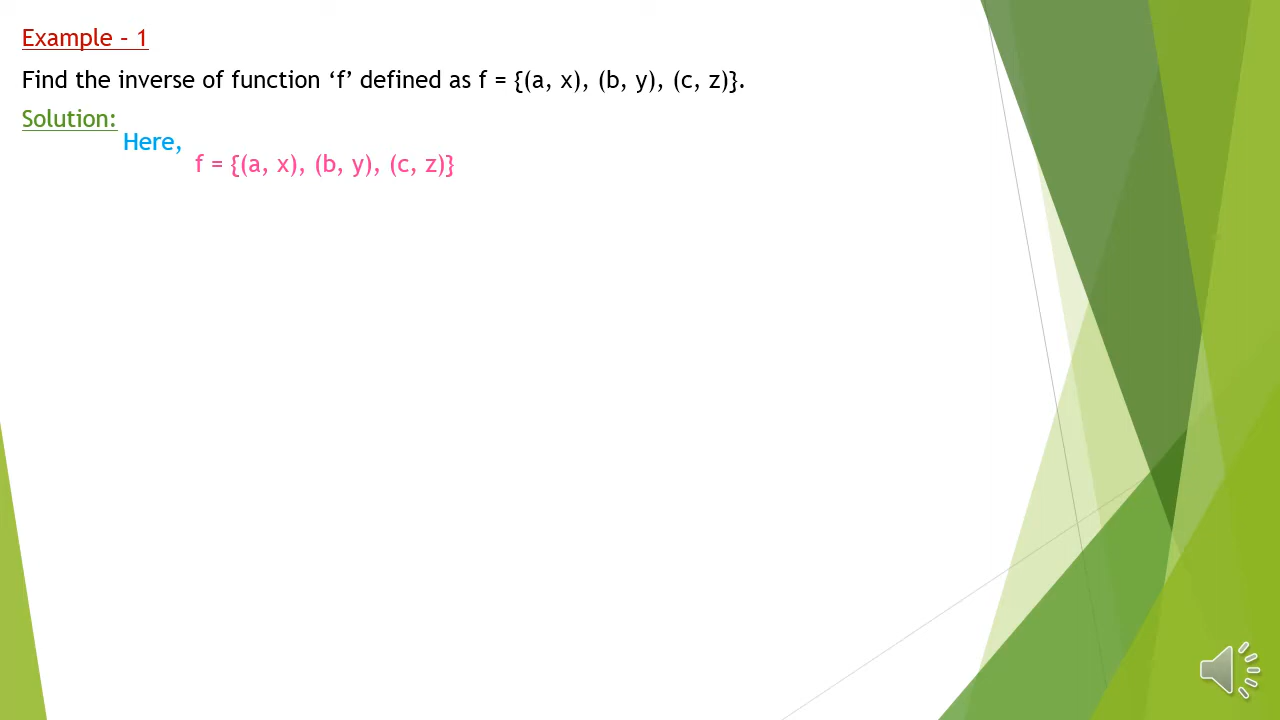 Example – 1
Find the inverse of function ‘f’ defined as f = {(a, x), (b, y), (c, z)}.
Solution:
Here,
f = {(a, x), (b, y), (c, z)}